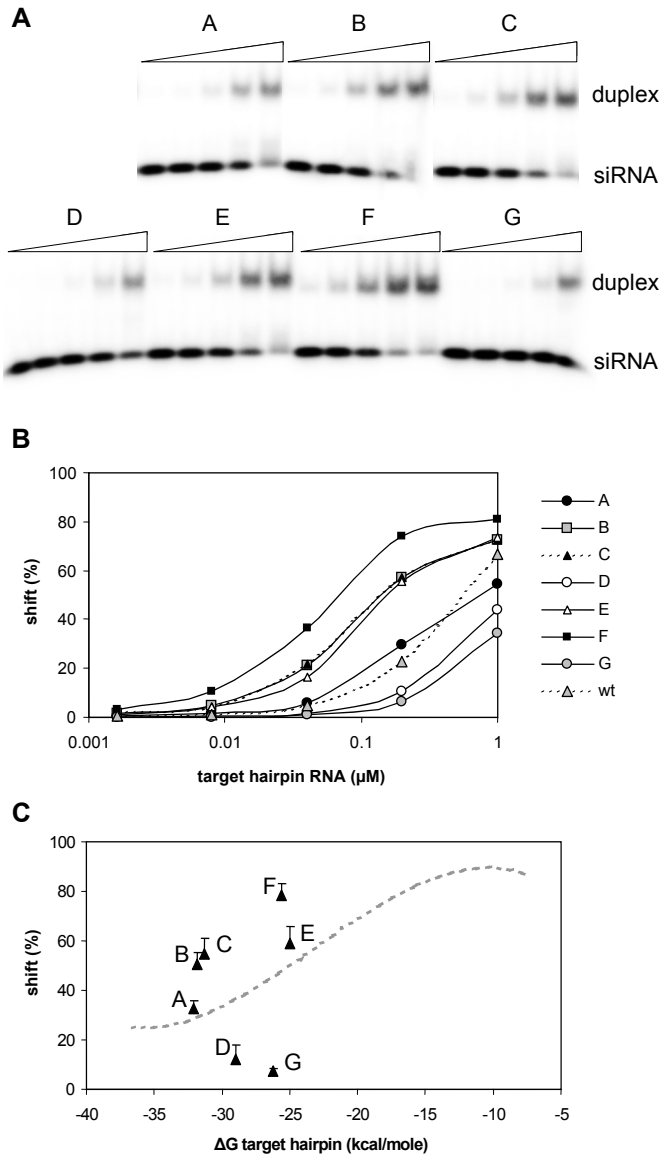 A
A B C
duplex
siRNA
D E F G
duplex
siRNA
B
100
80
60
40
20
0
shift (%)
0.001 0.01 0.1 1
target hairpin RNA (µM)
A
B
C
D
E
F
G
wt
C
100
80
60
40
20
0
shift (%)
F
E
B C
A
D G
-40 -35 -30 -25 -20 -15 -10 -5
ΔG target hairpin (kcal/mole)